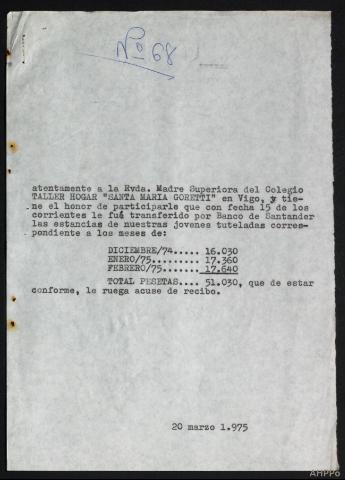 Nº 68
atentamente a la Rvda. Madre Superiora del Colegio
TALLER HOGAR "SANTA MARIA GORETTI" en Vigo, y tie-
ne el honor de participarle que con fecha 15 de los
corrientes le fué transferido por Banco de Santander
las estancias de nuestras jovenes tuteladas corres-
pondiente a los meses de:
DICIEMBRE/74..... 16.030
ENERO/75......... 17.360
FEBRERO/75....... 17.640
TOTAL PESETAS.... 51.030, que de estar
conforme, le ruega acuse de recibo.
20 marzo 1.975
AHPPo